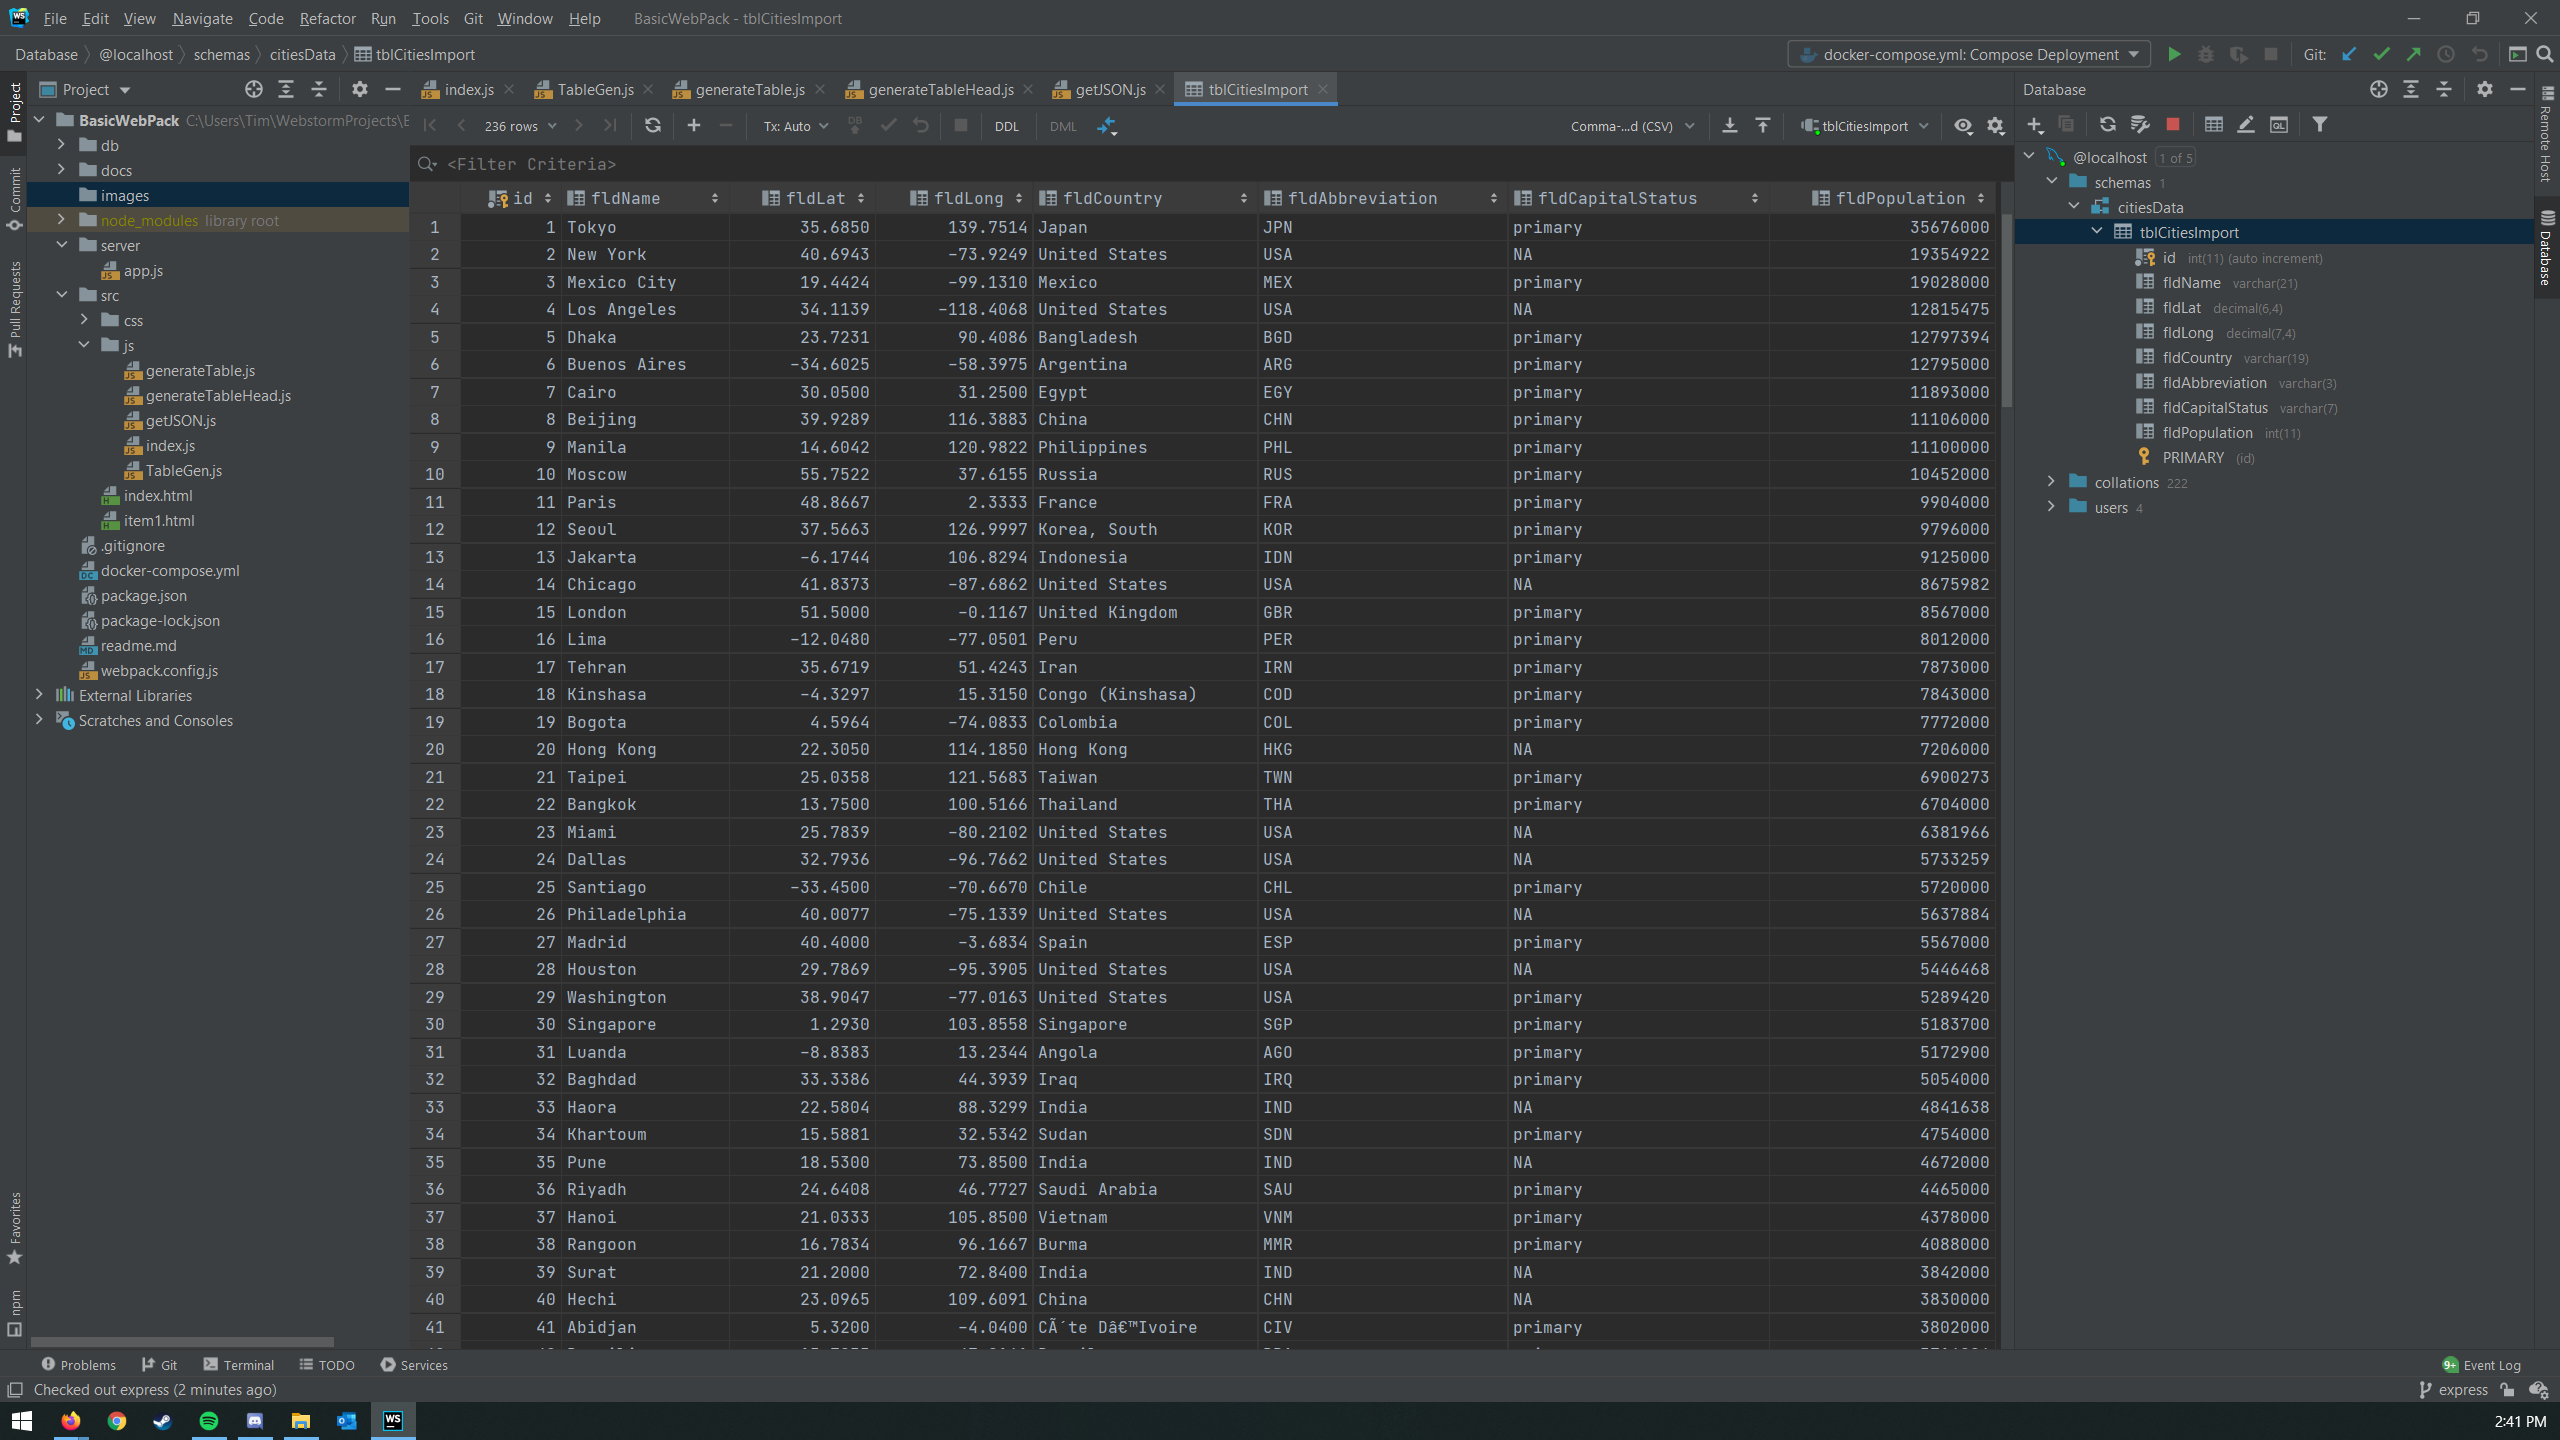 File Edit View Navigate Code Refactor Run Tools Git Window Help BasicWebPack - tblCitiesImport
Database @localhost schemas citiesData tblCitiesImport docker-compose.yml: Compose Deployment Git:
Project index.js TableGen.js generateTable.js generateTableHead.js getJSON.js tblCitiesImport Database
236 rows Tx: Auto DB DDL DML Comma-...d (CSV) tblCitiesImport QL
<Filter Criteria>
Project
Commit
Pull Requests
Favorites
npm
BasicWebPack C:\Users\Tim\WebstormProjects\
db
docs
images
node_modules library root
server
app.js
src
css
js
generateTable.js
generateTableHead.js
getJSON.js
index.js
TableGen.js
index.html
item1.html
.gitignore
docker-compose.yml
package.json
package-lock.json
readme.md
webpack.config.js
External Libraries
Scratches and Consoles
id fldName fldLat fldLong fldCountry fldAbbreviation fldCapitalStatus fldPopulation
1 1 Tokyo 35.6850 139.7514 Japan JPN primary 35676000
2 2 New York 40.6943 -73.9249 United States USA NA 19354922
3 3 Mexico City 19.4424 -99.1310 Mexico MEX primary 19028000
4 4 Los Angeles 34.1139 -118.4068 United States USA NA 12815475
5 5 Dhaka 23.7231 90.4086 Bangladesh BGD primary 12797394
6 6 Buenos Aires -34.6025 -58.3975 Argentina ARG primary 12795000
7 7 Cairo 30.0500 31.2500 Egypt EGY primary 11893000
8 8 Beijing 39.9289 116.3883 China CHN primary 11106000
9 9 Manila 14.6042 120.9822 Philippines PHL primary 11100000
10 10 Moscow 55.7522 37.6155 Russia RUS primary 10452000
11 11 Paris 48.8667 2.3333 France FRA primary 9904000
12 12 Seoul 37.5663 126.9997 Korea, South KOR primary 9796000
13 13 Jakarta -6.1744 106.8294 Indonesia IDN primary 9125000
14 14 Chicago 41.8373 -87.6862 United States USA NA 8675982
15 15 London 51.5000 -0.1167 United Kingdom GBR primary 8567000
16 16 Lima -12.0480 -77.0501 Peru PER primary 8012000
17 17 Tehran 35.6719 51.4243 Iran IRN primary 7873000
18 18 Kinshasa -4.3297 15.3150 Congo (Kinshasa) COD primary 7843000
19 19 Bogota 4.5964 -74.0833 Colombia COL primary 7772000
20 20 Hong Kong 22.3050 114.1850 Hong Kong HKG NA 7206000
21 21 Taipei 25.0358 121.5683 Taiwan TWN primary 6900273
22 22 Bangkok 13.7500 100.5166 Thailand THA primary 6704000
23 23 Miami 25.7839 -80.2102 United States USA NA 6381966
24 24 Dallas 32.7936 -96.7662 United States USA NA 5733259
25 25 Santiago -33.4500 -70.6670 Chile CHL primary 5720000
26 26 Philadelphia 40.0077 -75.1339 United States USA NA 5637884
27 27 Madrid 40.4000 -3.6834 Spain ESP primary 5567000
28 28 Houston 29.7869 -95.3905 United States USA NA 5446468
29 29 Washington 38.9047 -77.0163 United States USA primary 5289420
30 30 Singapore 1.2930 103.8558 Singapore SGP primary 5183700
31 31 Luanda -8.8383 13.2344 Angola AGO primary 5172900
32 32 Baghdad 33.3386 44.3939 Iraq IRQ primary 5054000
33 33 Haora 22.5804 88.3299 India IND NA 4841638
34 34 Khartoum 15.5881 32.5342 Sudan SDN primary 4754000
35 35 Pune 18.5300 73.8500 India IND NA 4672000
36 36 Riyadh 24.6408 46.7727 Saudi Arabia SAU primary 4465000
37 37 Hanoi 21.0333 105.8500 Vietnam VNM primary 4378000
38 38 Rangoon 16.7834 96.1667 Burma MMR primary 4088000
39 39 Surat 21.2000 72.8400 India IND NA 3842000
40 40 Hechi 23.0965 109.6091 China CHN NA 3830000
41 41 Abidjan 5.3200 -4.0400 CÃ´te Dâ€™Ivoire CIV primary 3802000
@localhost 1 of 5
schemas 1
citiesData
tblCitiesImport
id int(11) (auto increment)
fldName varchar(21)
fldLat decimal(6,4)
fldLong decimal(7,4)
fldCountry varchar(19)
fldAbbreviation varchar(3)
fldCapitalStatus varchar(7)
fldPopulation int(11)
PRIMARY (id)
collations 222
users 4
Remote Host
Database
Problems Git Terminal TODO Services 9+ Event Log
Checked out express (2 minutes ago) express
WS 2:41 PM